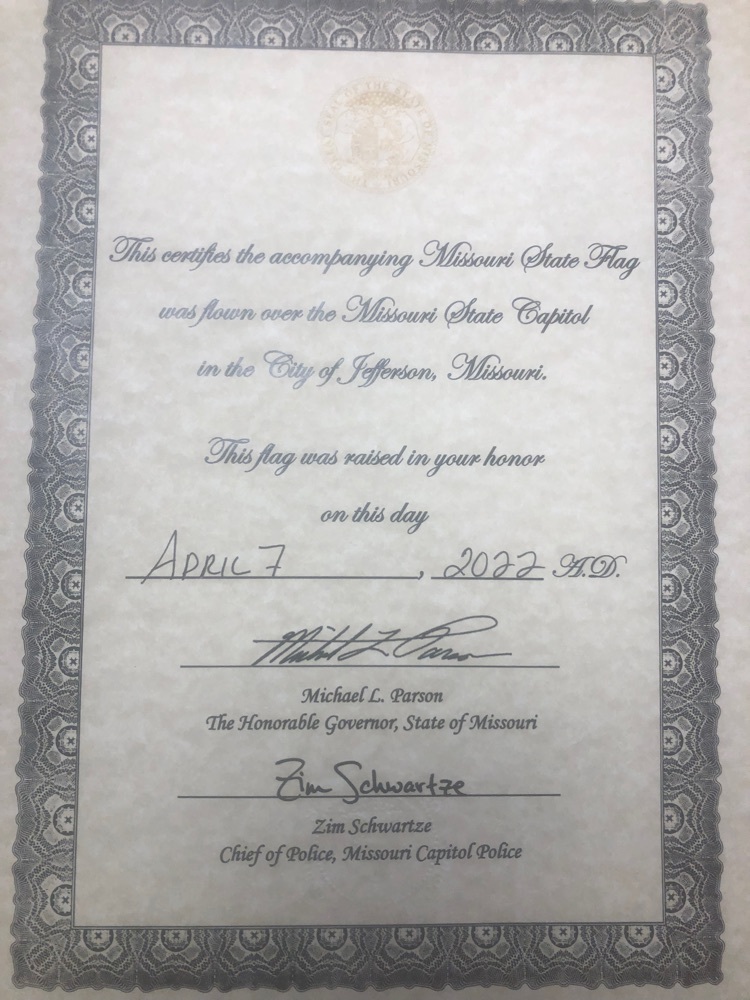 This certifies the accompanying Missouri State Flag
was flown over the Missouri State Capitol
in the City of Jefferson, Missouri.
This flag was raised in your honor
on this day
APRIL 7, 2022 A.D.
Michael L. Parson
Michael L. Parson
The Honorable Governor, State of Missouri
Zim Schwartze
Zim Schwartze
Chief of Police, Missouri Capitol Police